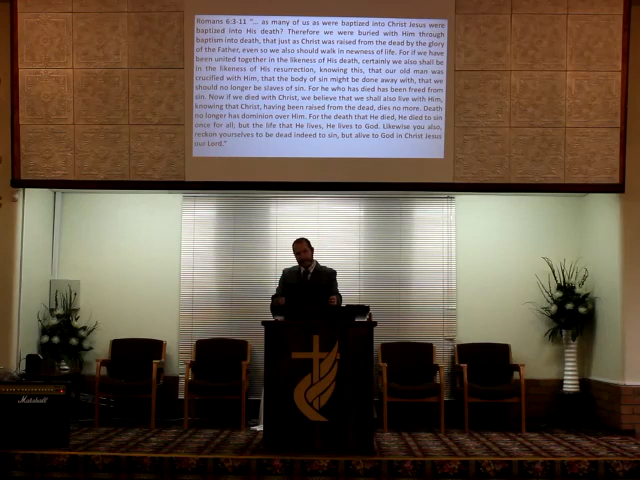 Romans 6:3-11 "... as many of us as were baptized into Christ Jesus were
baptized into His death? Therefore we were buried with Him through
baptism into death, that just as Christ was raised from the dead by the glory
of the Father, even so we also should walk in newness of life. For if we have
been united together in the likeness of His death, certainly we also shall be
in the likeness of His resurrection, knowing this, that our old man was
crucified with Him, that the body of sin might be done away with, that we
should no longer be slaves of sin. For he who has died has been freed from
sin. Now if we died with Christ, we believe that we shall also live with Him,
knowing that Christ, having been raised from the dead, dies no more. Death
no longer has dominion over Him. For the death that He died, He died to sin
once for all; but the life that He lives, He lives to God. Likewise you also,
reckon yourselves to be dead indeed to sin, but alive to God in Christ Jesus
our Lord."
Marshall